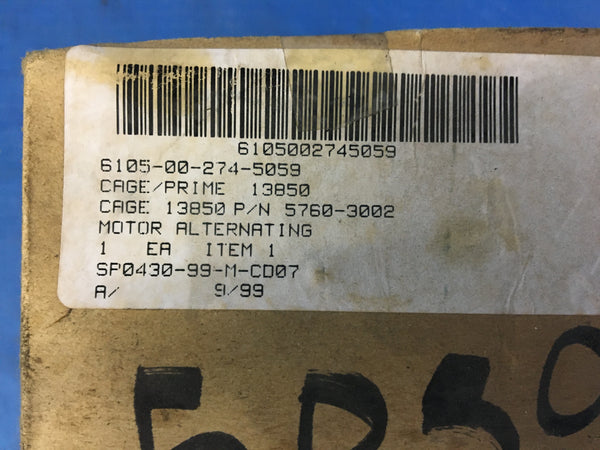 6105002745059
6105-00-274-5059
CAGE/PRIME 13850
CAGE 13850 P/N 5760-3002
MOTOR ALTERNATING
1 EA ITEM 1
SP0430-99-M-CD07
A/ 9/99